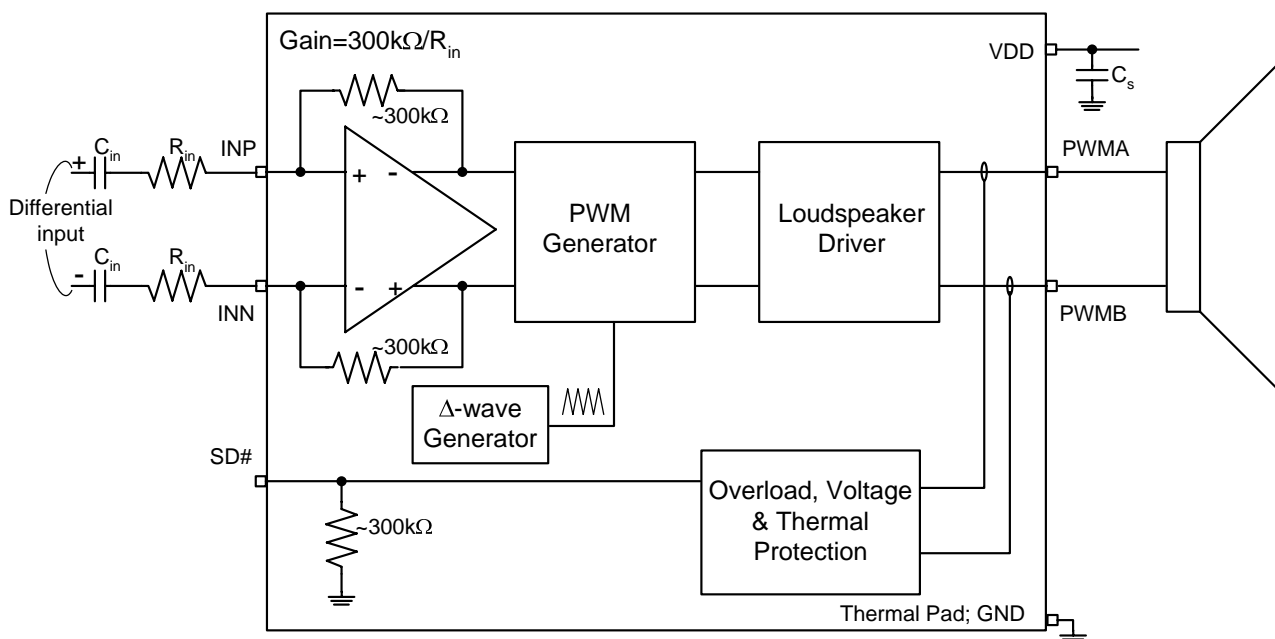 Gain=300kΩ/Rin
VDD
Cs
~300kΩ
Cin
Rin
INP
PWMA
+
+
-
Differential
input
PWM
Generator
Loudspeaker
Driver
-
Cin
Rin
-
+
INN
PWMB
~300kΩ
Δ-wave
Generator
SD#
~300kΩ
Overload, Voltage
& Thermal
Protection
Thermal Pad; GND